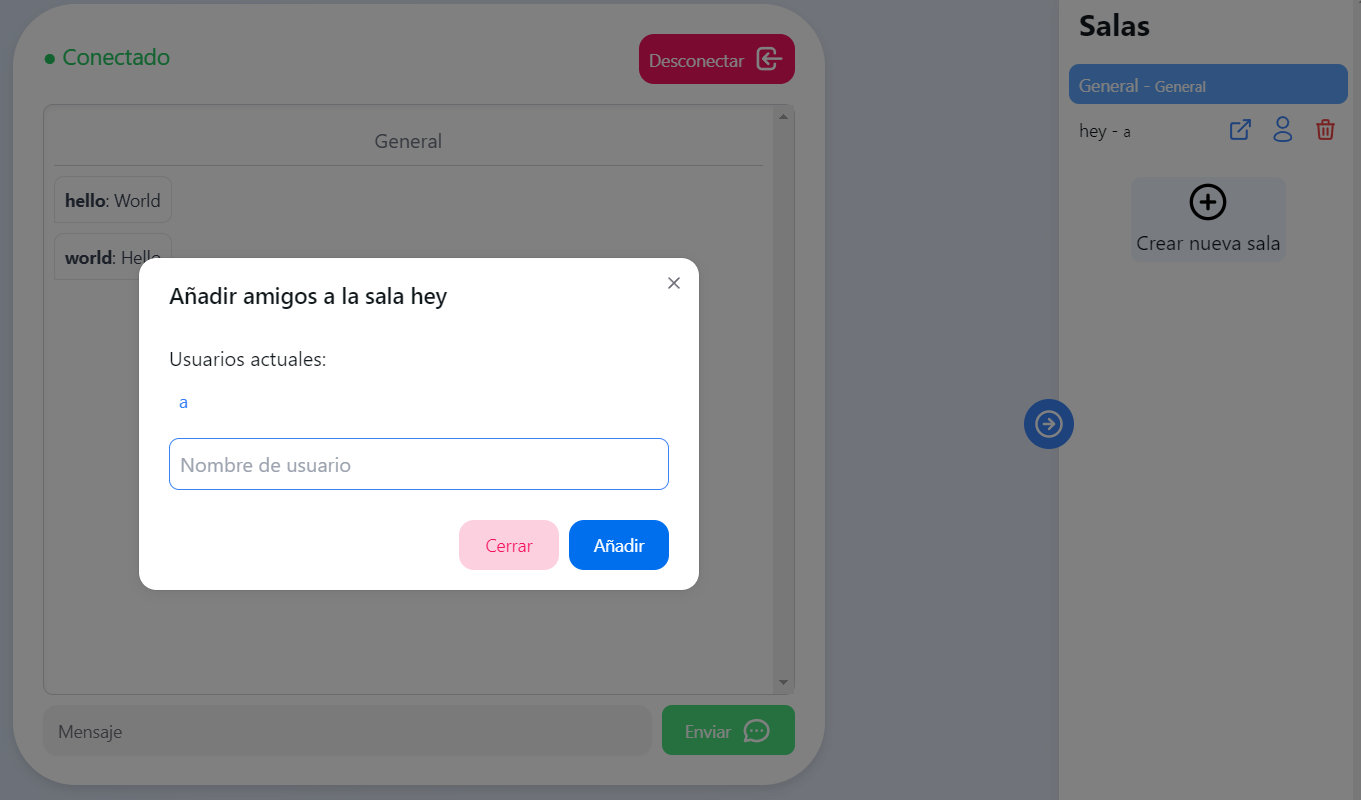 Conectado
Desconectar
General
hello: World
world: Hello
Mensaje
Enviar
Añadir amigos a la sala hey
Usuarios actuales:
a
Nombre de usuario
Cerrar
Añadir
Salas
General - General
hey - a
Crear nueva sala